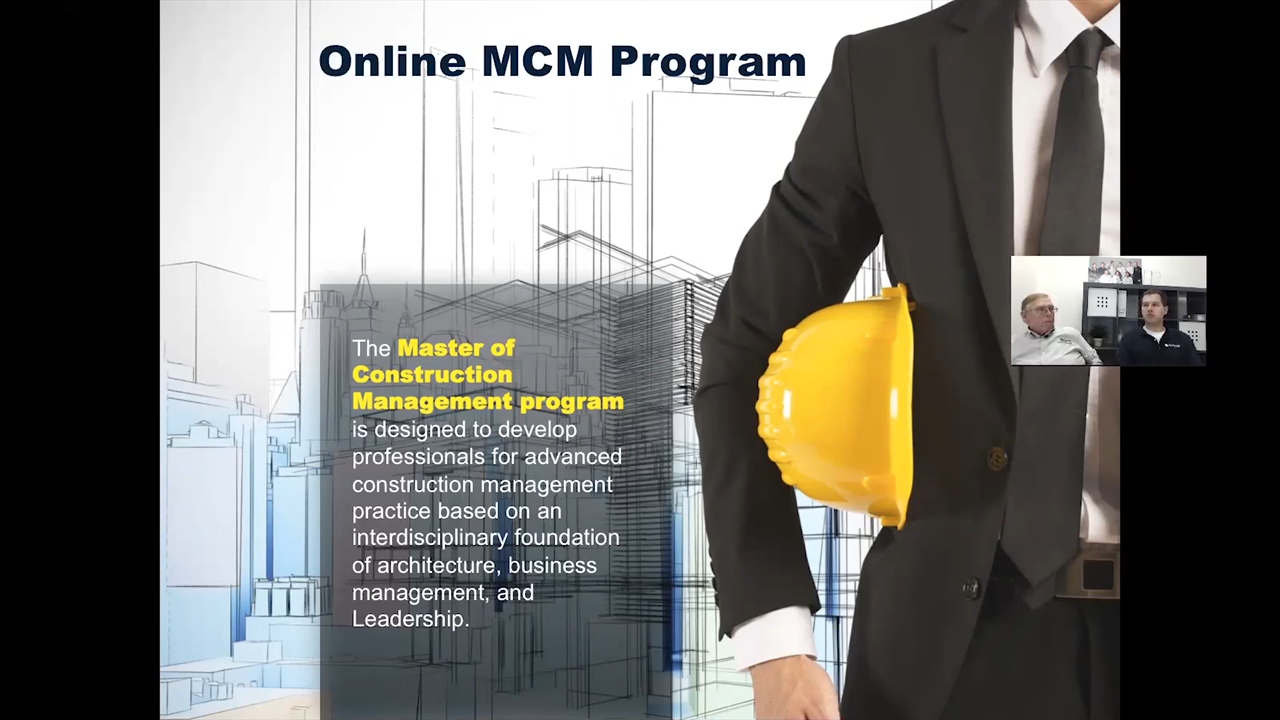 Online MCM Program
The Master of
Construction
Management program
is designed to develop
professionals for advanced
construction management
practice based on an
interdisciplinary foundation
of architecture, business
management, and
Leadership.